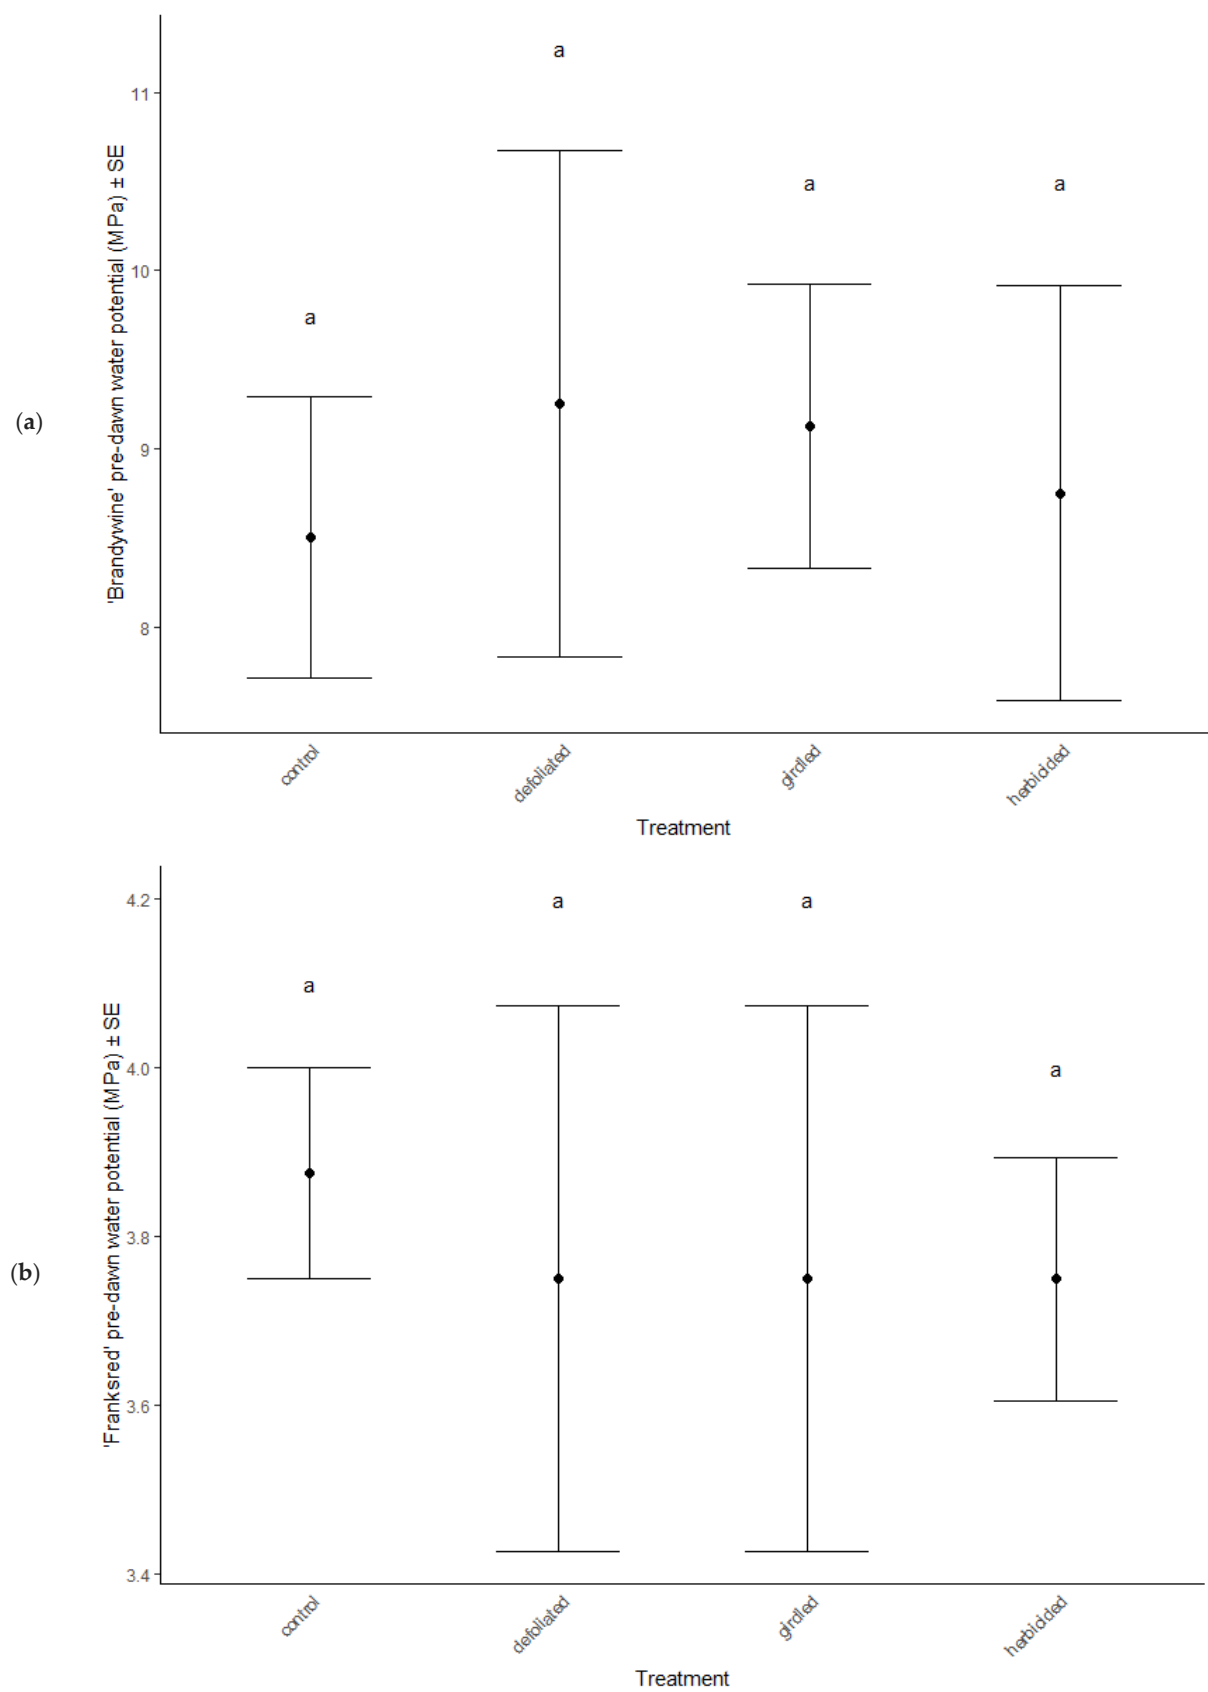 a
11
a
a
10
a
'Brandywine' pre-dawn water potential (MPa) ± SE
(a)
9
8
control
defoliated
girdled
herbicided
Treatment
4.2
a
a
a
4.0
a
'Franksred' pre-dawn water potential (MPa) ± SE
3.8
(b)
3.6
3.4
control
defoliated
girdled
herbicided
Treatment